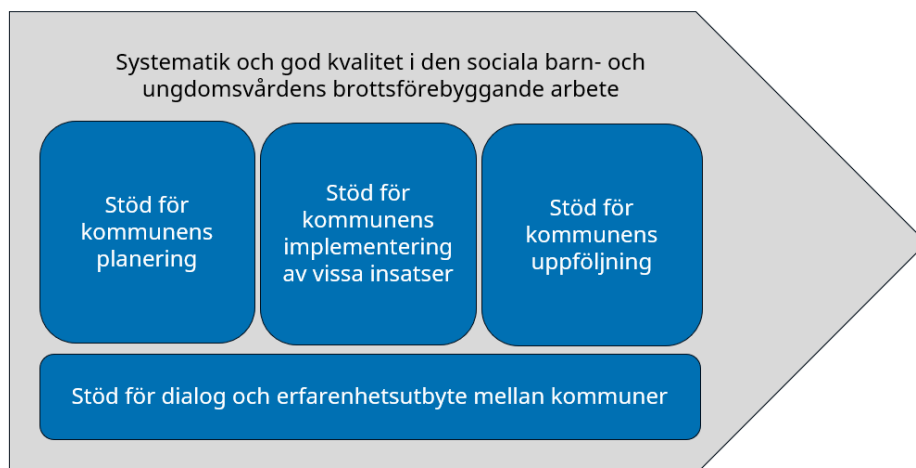 Systematik och god kvalitet i den sociala barn- och
ungdomsvårdens brottsförebyggande arbete
Stöd för
kommunens
planering
Stöd för
kommunens
implementering
av vissa insatser
Stöd för
kommunens
uppföljning
Stöd för dialog och erfarenhetsutbyte mellan kommuner